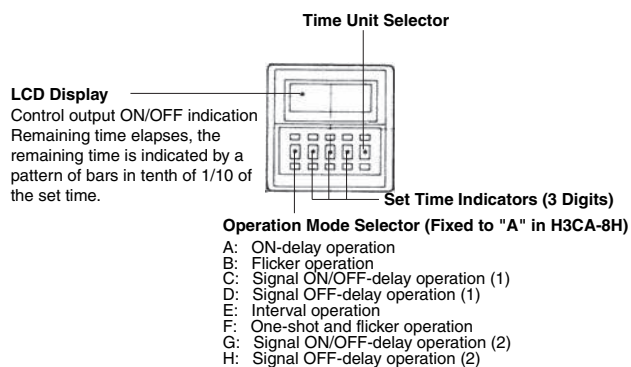 Time Unit Selector
LCD Display
Control output ON/OFF indication
Remaining time elapses, the
remaining time is indicated by a
pattern of bars in tenth of 1/10 of
the set time.
Set Time Indicators (3 Digits)
Operation Mode Selector (Fixed to "A" in H3CA-8H)
A: ON-delay operation
B: Flicker operation
C: Signal ON/OFF-delay operation (1)
D: Signal OFF-delay operation (1)
E: Interval operation
F: One-shot and flicker operation
G: Signal ON/OFF-delay operation (2)
H: Signal OFF-delay operation (2)